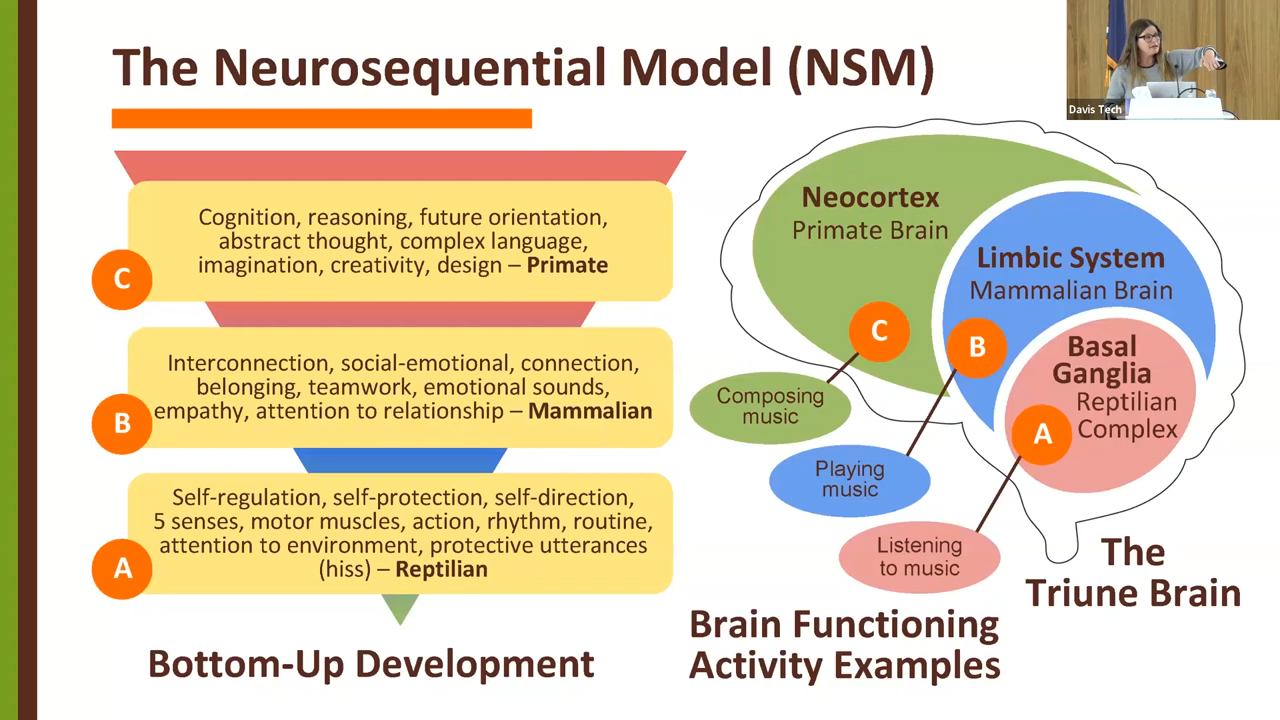 The Neurosequential Model (NSM)
Davis Tech
Cognition, reasoning, future orientation,
abstract thought, complex language,
imagination, creativity, design – Primate
C
Interconnection, social-emotional, connection,
belonging, teamwork, emotional sounds,
empathy, attention to relationship – Mammalian
B
Self-regulation, self-protection, self-direction,
5 senses, motor muscles, action, rhythm, routine,
attention to environment, protective utterances
(hiss) – Reptilian
A
Bottom-Up Development
Neocortex
Primate Brain
Limbic System
Mammalian Brain
Basal
Ganglia
Reptilian
Complex
C
B
A
Composing
music
Playing
music
Listening
to music
The
Triune Brain
Brain Functioning
Activity Examples